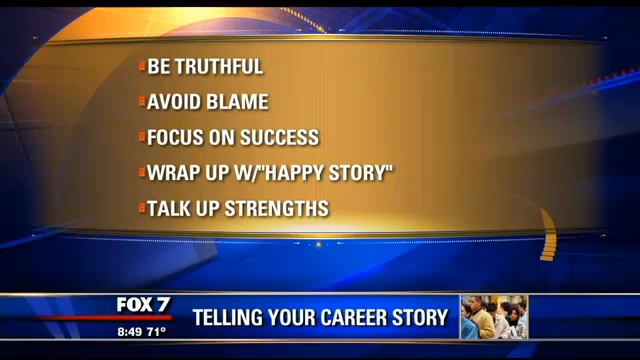 BE TRUTHFUL
AVOID BLAME
FOCUS ON SUCCESS
WRAP UP W/"HAPPY STORY"
TALK UP STRENGTHS
FOX 7
8:49 71°
TELLING YOUR CAREER STORY